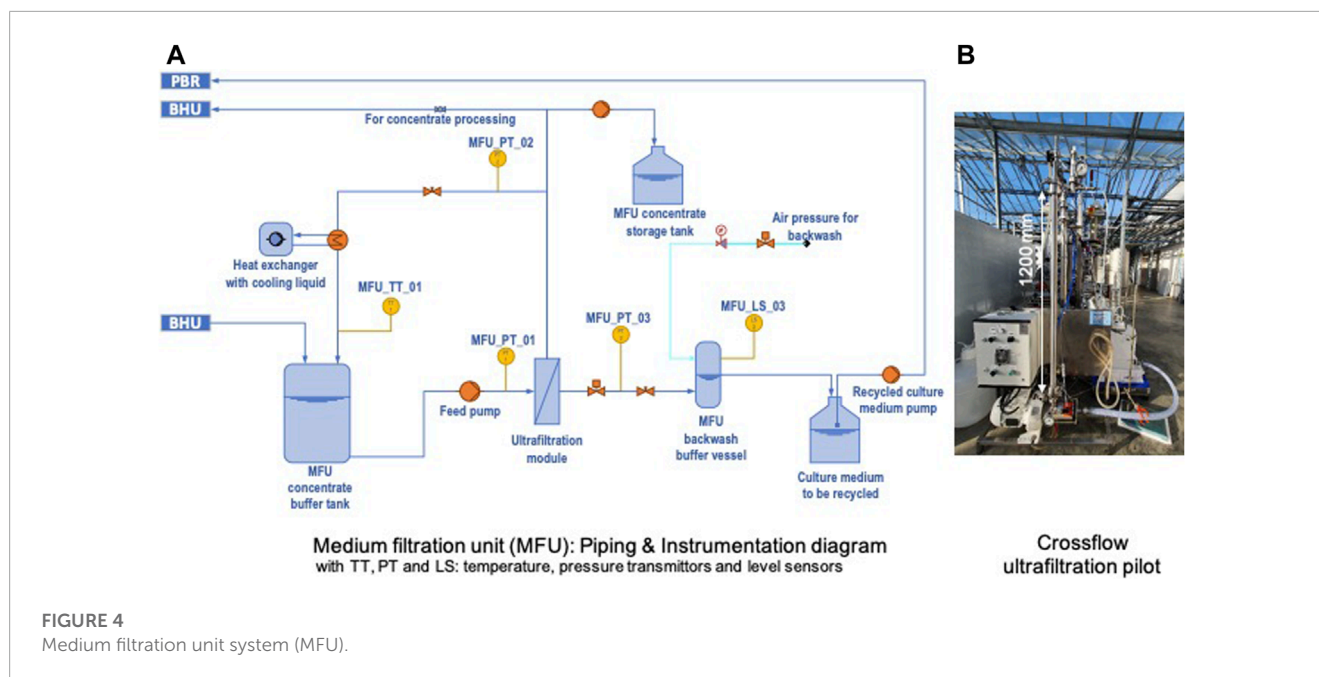 A
B
PBR
BHU
For concentrate processing
MFU_PT_02
MFU concentrate
storage tank
Air pressure for
backwash
Heat exchanger
with cooling liquid
MFU_TT_01
BHU
MFU_PT_01
MFU_PT_03
MFU_LS_03
Feed pump
Recycled culture
medium pump
Ultrafiltration
module
MFU
backwash
buffer vessel
MFU
concentrate
buffer tank
Culture medium
to be recycled
1200 mm
Medium filtration unit (MFU): Piping & Instrumentation diagram
with TT, PT and LS: temperature, pressure transmittors and level sensors
Crossflow
ultrafiltration pilot
FIGURE 4
Medium filtration unit system (MFU).